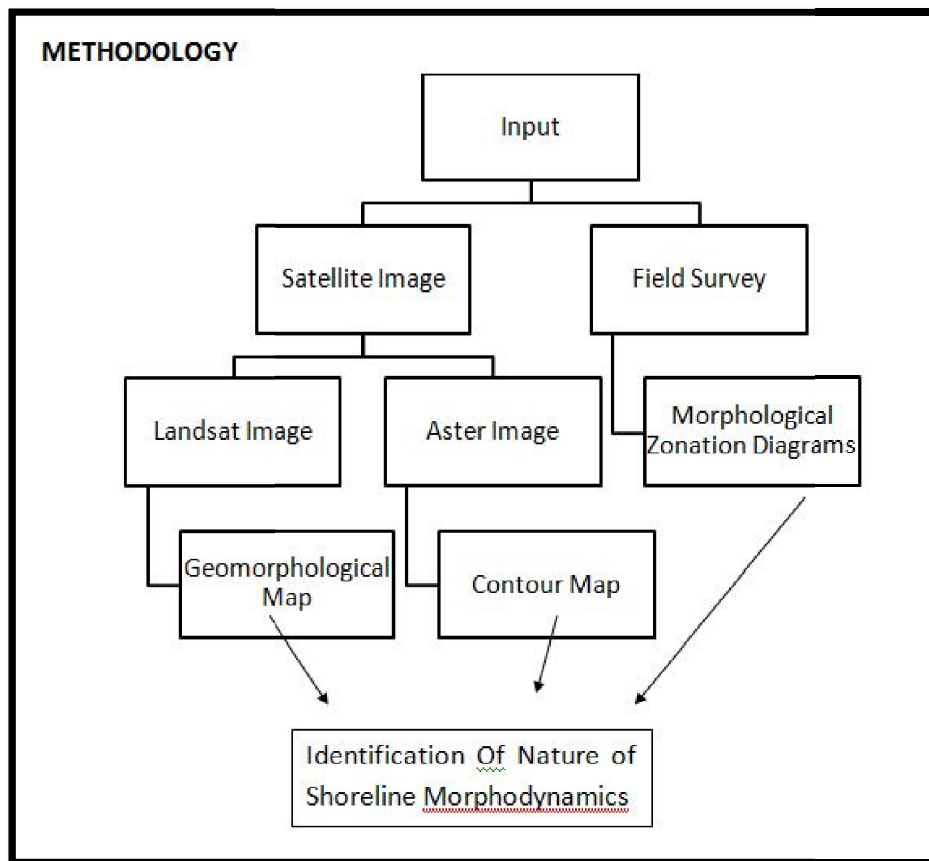 METHODOLOGY
Input
Satellite Image
Field Survey
Landsat Image
Aster Image
Morphological
Zonation Diagrams
Geomorphological
Map
Contour Map
Identification Of Nature of
Shoreline Morphodynamics